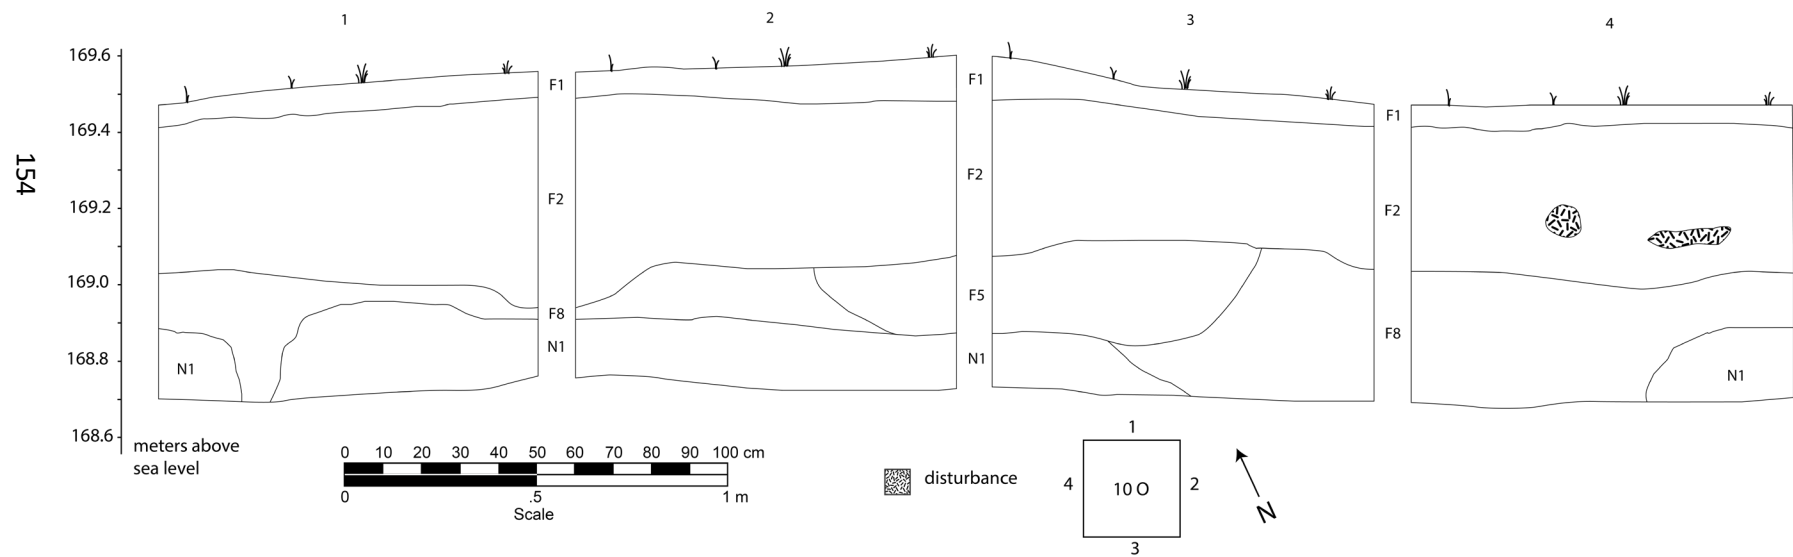 1 2 3 4
169.6
F1
F1
169.4
F1
154
F2
169.2
F2
F2
169.0
F5
F8
F8
N1
168.8
N1
N1
N1
168.6
meters above
sea level
0 10 20 30 40 50 60 70 80 90 100 cm
0 .5 1 m
Scale
disturbance
1
4 10 O 2
3
N